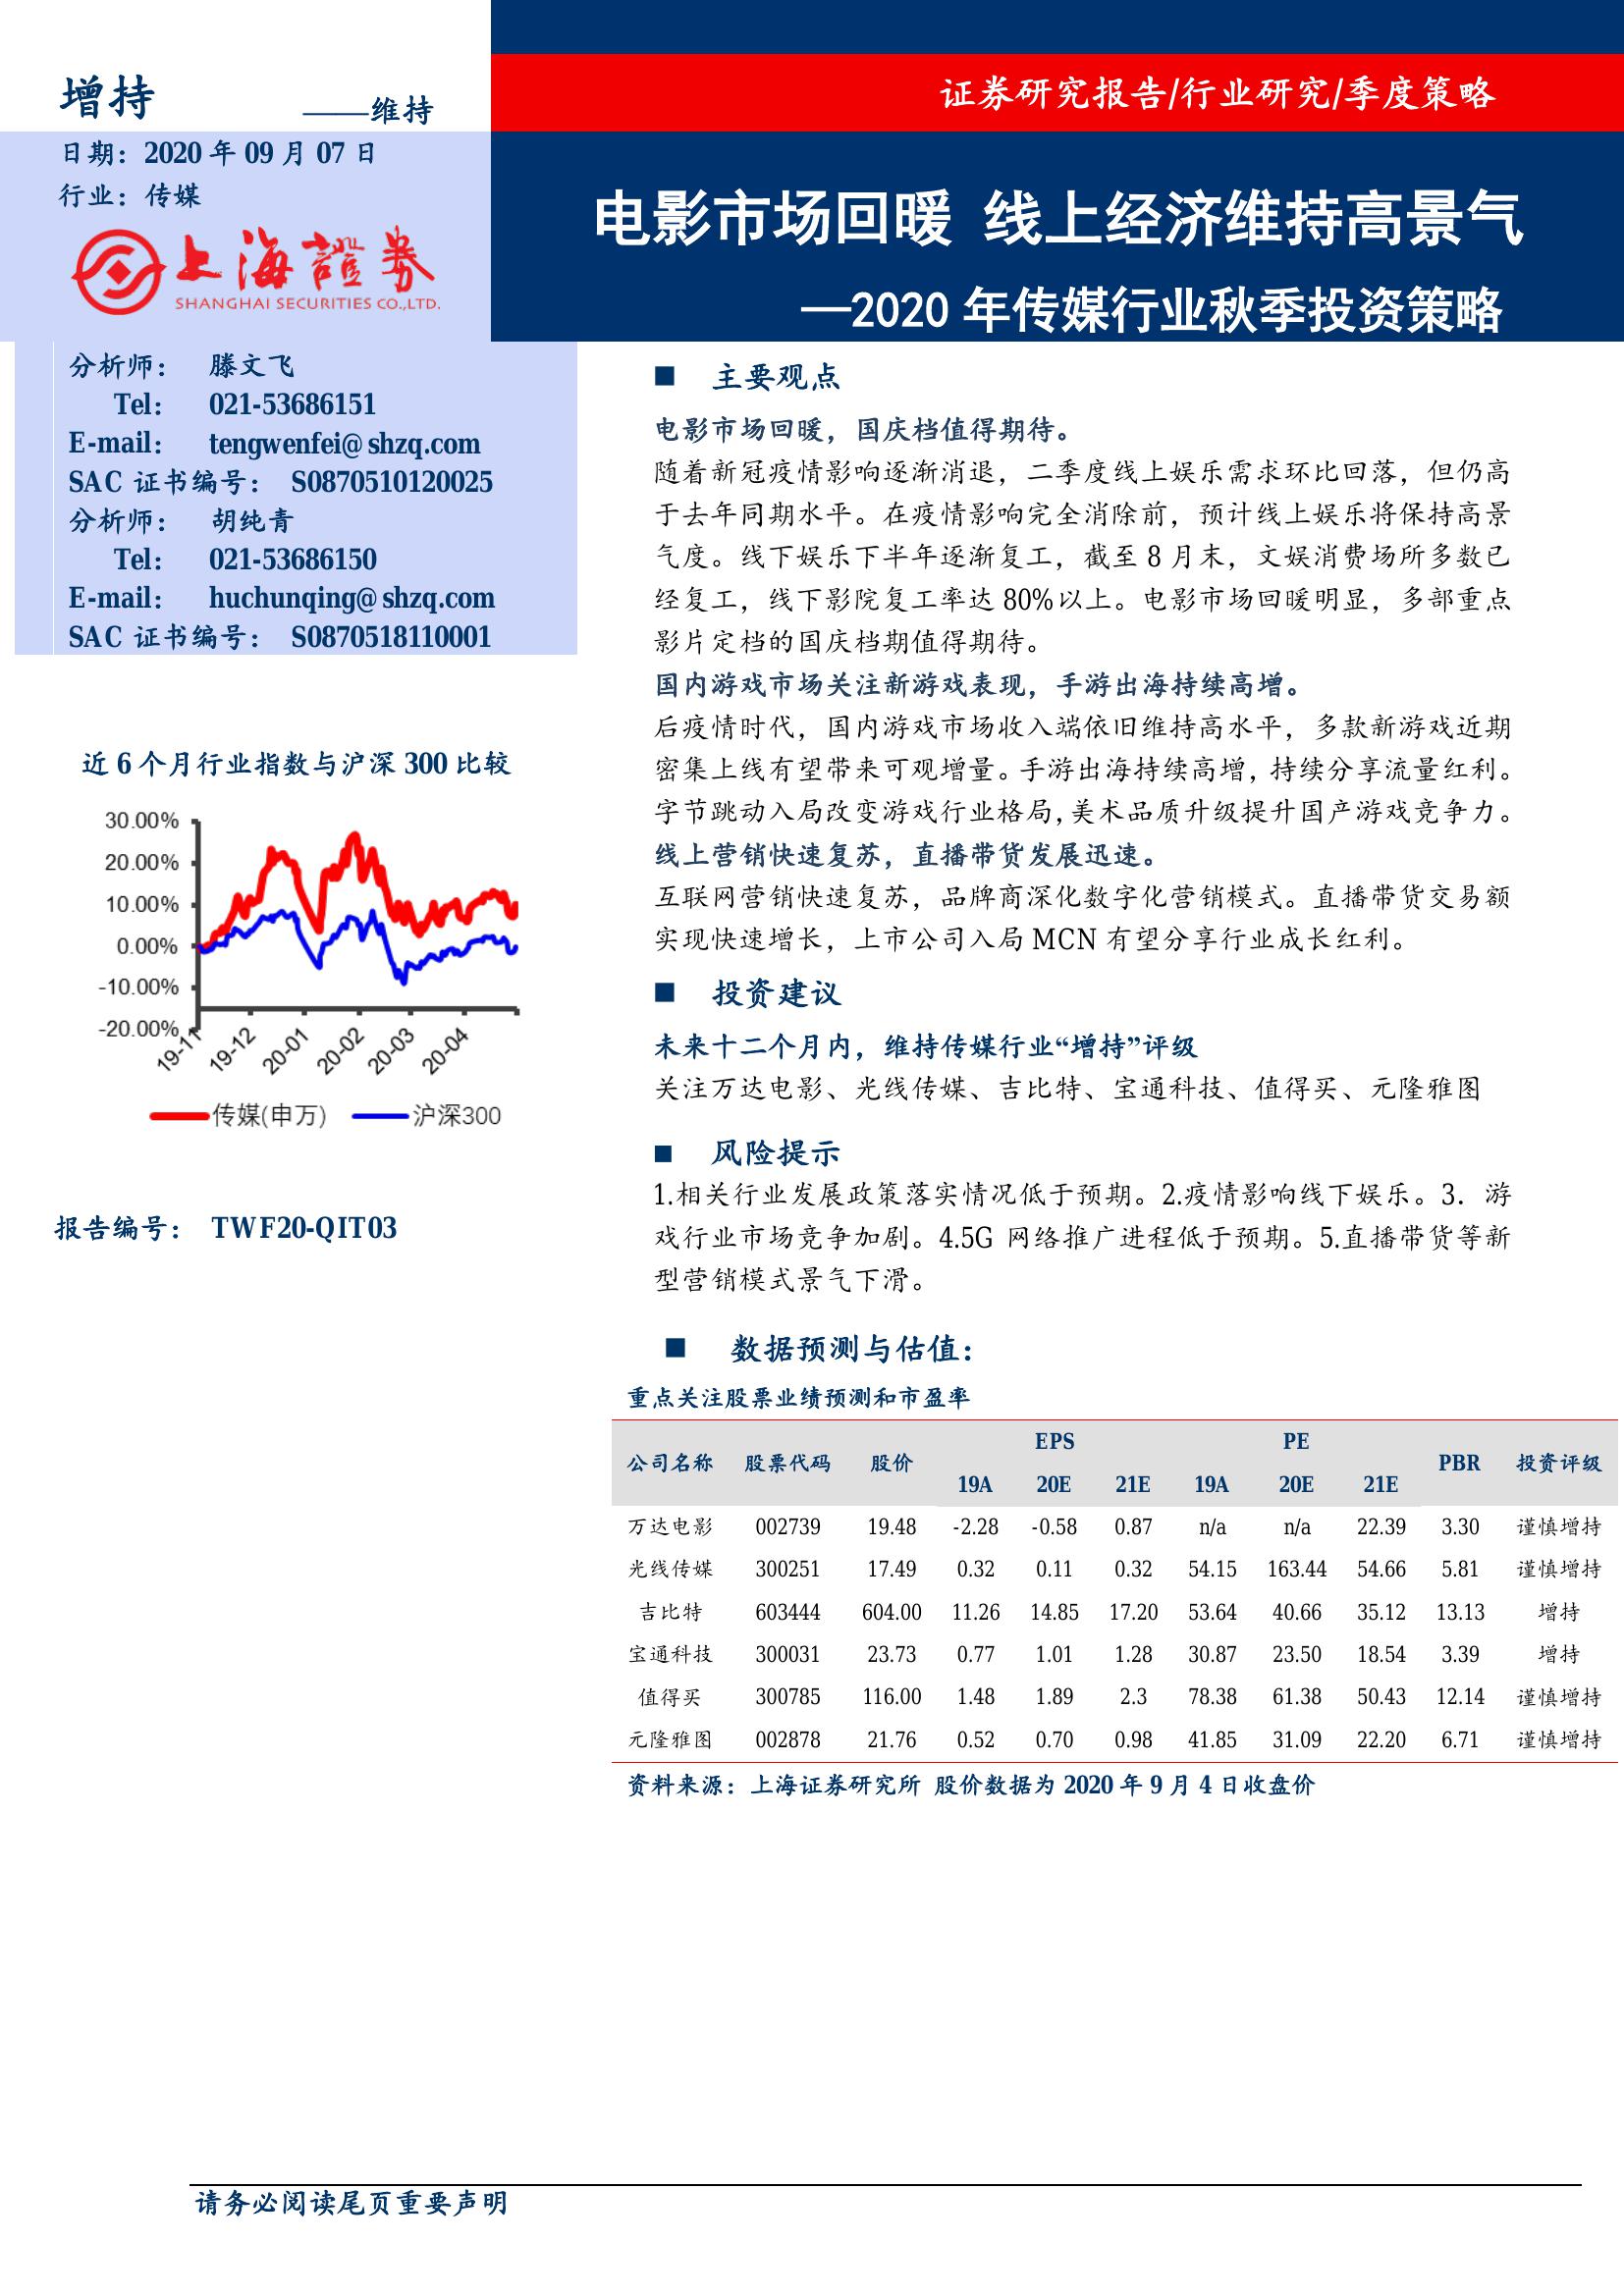 增持 ——维持
日期：2020 年 09 月 07 日
行业：传媒
上海證券
SHANGHAI SECURITIES CO.,LTD.
证券研究报告/行业研究/季度策略
电影市场回暖 线上经济维持高景气
—2020 年传媒行业秋季投资策略
分析师： 滕文飞
Tel： 021-53686151
E-mail： tengwenfei@shzq.com
SAC 证书编号： S0870510120025
分析师： 胡纯青
Tel： 021-53686150
E-mail： huchunqing@shzq.com
SAC 证书编号： S0870518110001
近 6 个月行业指数与沪深 300 比较
30.00%
20.00%
10.00%
0.00%
-10.00%
-20.00%
19-11 19-12 20-01 20-02 20-03 20-04
传媒(申万) 沪深300
报告编号： TWF20-QIT03
■ 主要观点
电影市场回暖，国庆档值得期待。
随着新冠疫情影响逐渐消退，二季度线上娱乐需求环比回落，但仍高
于去年同期水平。在疫情影响完全消除前，预计线上娱乐将保持高景
气度。线下娱乐下半年逐渐复工，截至 8 月末，文娱消费场所多数已
经复工，线下影院复工率达 80%以上。电影市场回暖明显，多部重点
影片定档的国庆档期值得期待。
国内游戏市场关注新游戏表现，手游出海持续高增。
后疫情时代，国内游戏市场收入端依旧维持高水平，多款新游戏近期
密集上线有望带来可观增量。手游出海持续高增，持续分享流量红利。
字节跳动入局改变游戏行业格局，美术品质升级提升国产游戏竞争力。
线上营销快速复苏，直播带货发展迅速。
互联网营销快速复苏，品牌商深化数字化营销模式。直播带货交易额
实现快速增长，上市公司入局 MCN 有望分享行业成长红利。
■ 投资建议
未来十二个月内，维持传媒行业“增持”评级
关注万达电影、光线传媒、吉比特、宝通科技、值得买、元隆雅图
■ 风险提示
1.相关行业发展政策落实情况低于预期。2.疫情影响线下娱乐。3. 游
戏行业市场竞争加剧。4.5G 网络推广进程低于预期。5.直播带货等新
型营销模式景气下滑。
■ 数据预测与估值：
重点关注股票业绩预测和市盈率
公司名称 股票代码 股价 EPS PE PBR 投资评级
19A 20E 21E 19A 20E 21E
万达电影 002739 19.48 -2.28 -0.58 0.87 n/a n/a 22.39 3.30 谨慎增持
光线传媒 300251 17.49 0.32 0.11 0.32 54.15 163.44 54.66 5.81 谨慎增持
吉比特 603444 604.00 11.26 14.85 17.20 53.64 40.66 35.12 13.13 增持
宝通科技 300031 23.73 0.77 1.01 1.28 30.87 23.50 18.54 3.39 增持
值得买 300785 116.00 1.48 1.89 2.3 78.38 61.38 50.43 12.14 谨慎增持
元隆雅图 002878 21.76 0.52 0.70 0.98 41.85 31.09 22.20 6.71 谨慎增持
资料来源：上海证券研究所 股价数据为 2020 年 9 月 4 日收盘价
请务必阅读尾页重要声明